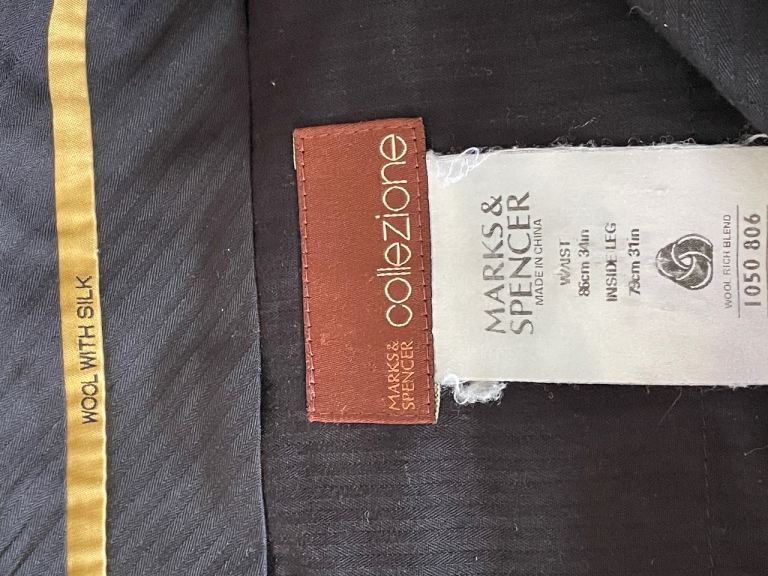 WOOL WITH SILK
MARKS &
SPENCER
collezione
MARKS &
SPENCER
MADE IN CHINA
WAIST
86cm 34in
INSIDE LEG
79cm 31in
WOOL RICH BLEND
1050 806